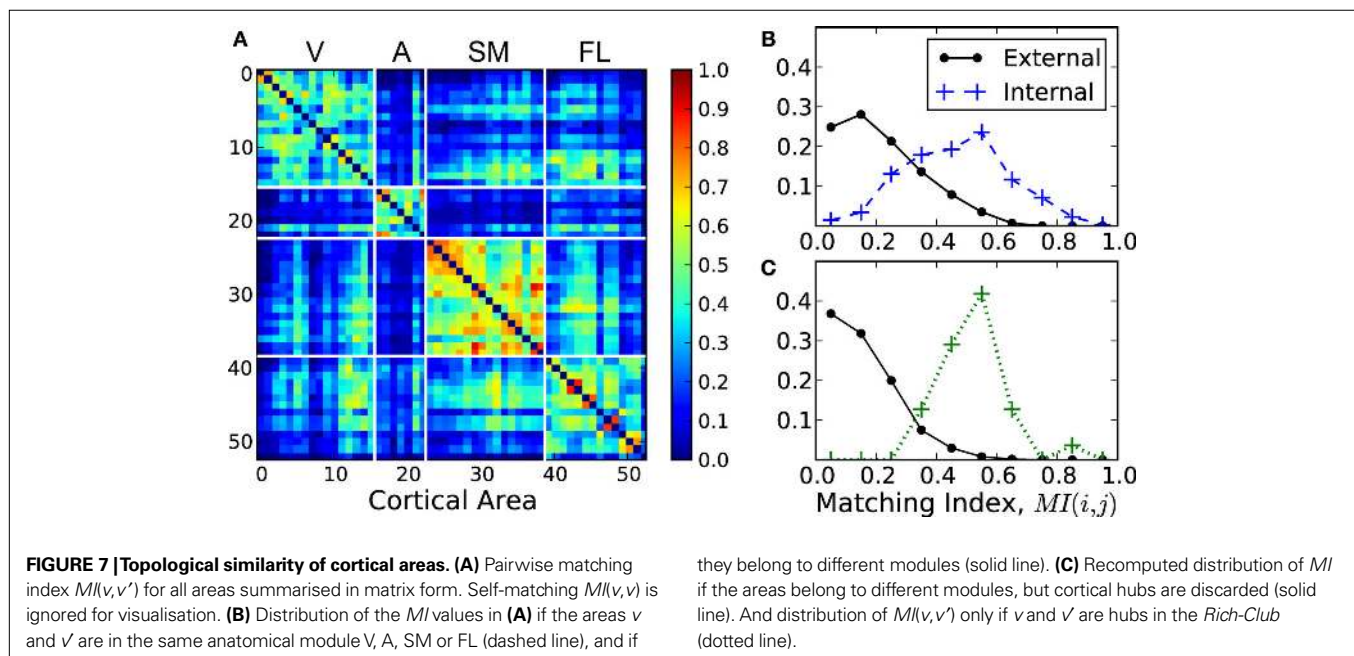 A
V A SM FL
0
10
20
30
40
50
0 10 20 30 40 50
Cortical Area
1.0
0.9
0.8
0.7
0.6
0.5
0.4
0.3
0.2
0.1
0.0
B
External
Internal
0.4
0.3
0.2
0.1
0.0 0.2 0.4 0.6 0.8 1.0
C
0.4
0.3
0.2
0.1
0.0 0.2 0.4 0.6 0.8 1.0
Matching Index, MI(i,j)
FIGURE 7 | Topological similarity of cortical areas. (A) Pairwise matching
index MI(v,v′) for all areas summarised in matrix form. Self-matching MI(v,v) is
ignored for visualisation. (B) Distribution of the MI values in (A) if the areas v
and v′ are in the same anatomical module V, A, SM or FL (dashed line), and if
they belong to different modules (solid line). (C) Recomputed distribution of MI
if the areas belong to different modules, but cortical hubs are discarded (solid
line). And distribution of MI(v,v′) only if v and v′ are hubs in the Rich-Club
(dotted line).